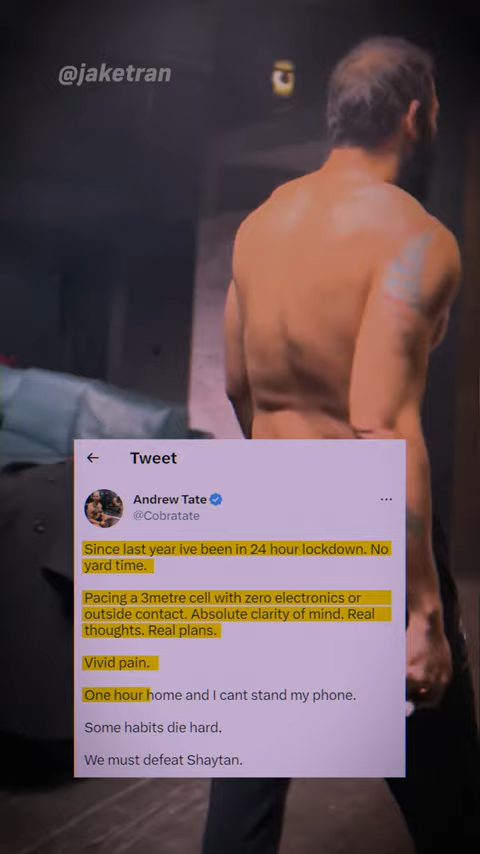 @jaketran
Tweet
Andrew Tate
@Cobratate
Since last year ive been in 24 hour lockdown. No
yard time.
Pacing a 3metre cell with zero electronics or
outside contact. Absolute clarity of mind. Real
thoughts. Real plans.
Vivid pain.
One hour home and I cant stand my phone.
Some habits die hard.
We must defeat Shaytan.